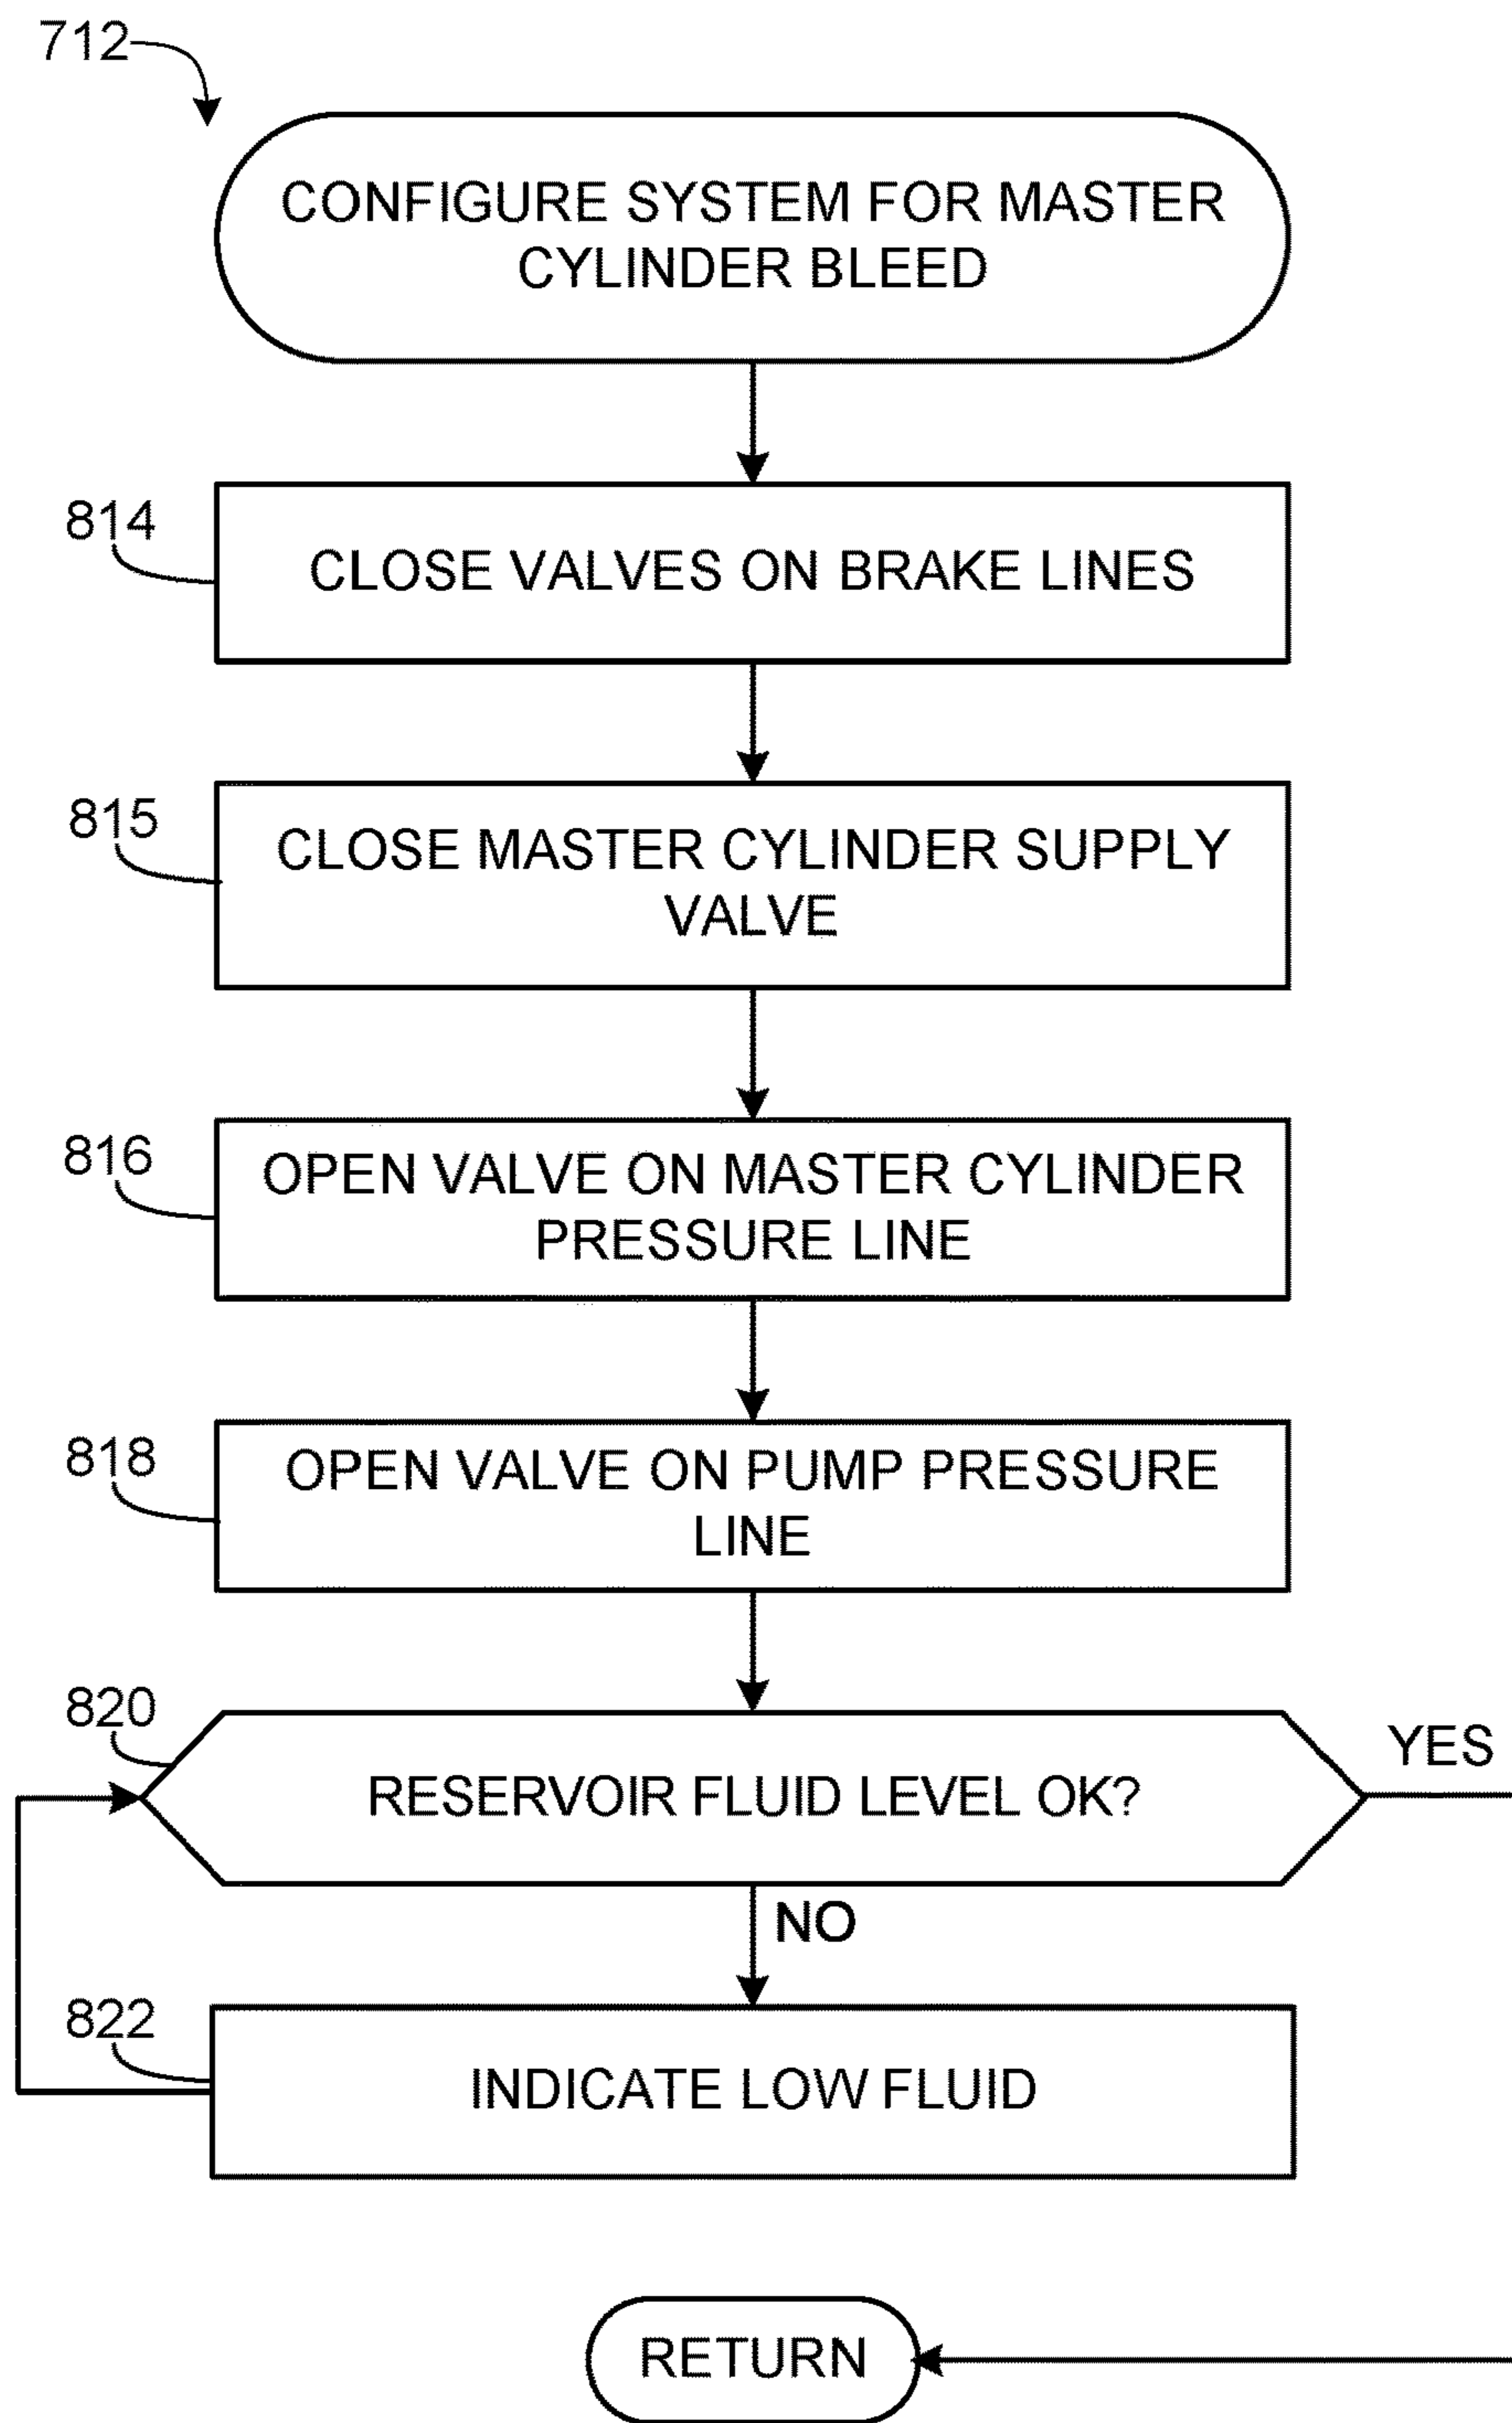 712
CONFIGURE SYSTEM FOR MASTER
CYLINDER BLEED
814
CLOSE VALVES ON BRAKE LINES
815
CLOSE MASTER CYLINDER SUPPLY
VALVE
816
OPEN VALVE ON MASTER CYLINDER
PRESSURE LINE
818
OPEN VALVE ON PUMP PRESSURE
LINE
820
RESERVOIR FLUID LEVEL OK?
YES
NO
822
INDICATE LOW FLUID
RETURN